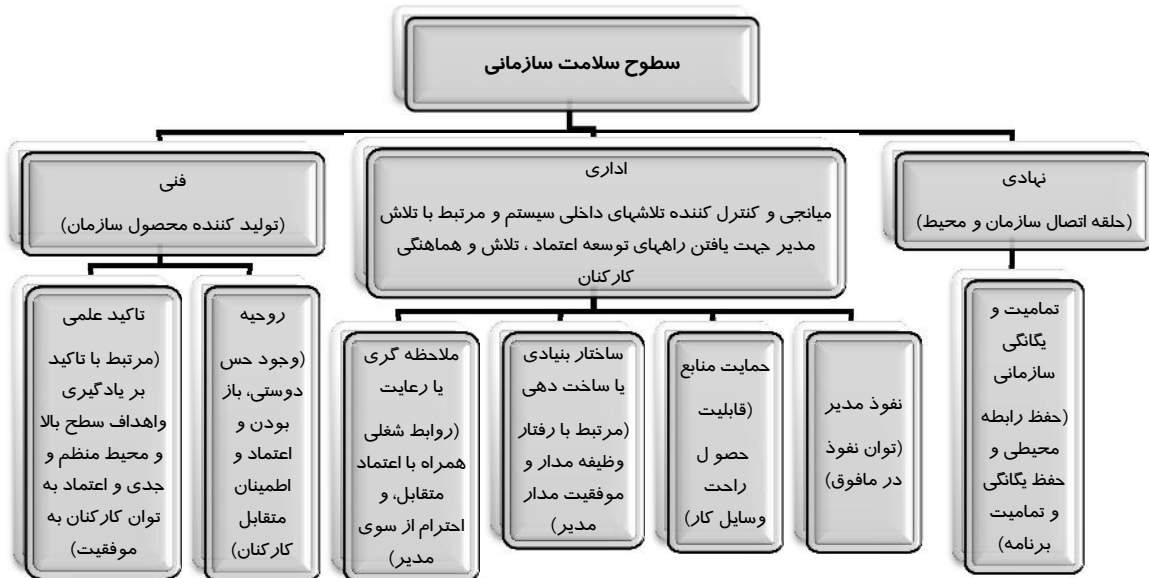 سطوح سلامت سازمانی
نهادی
(حلقه اتصال سازمان و محیط)
اداری
میانجی و کنترل کننده تلاشهای داخلی سیستم و مرتبط با تلاش
مدیر جهت یافتن راههای توسعه اعتماد ، تلاش و هماهنگی
کارکنان
فنی
(تولید کننده محصول سازمان)
تمامیت و
یگانگی
سازمانی
(حفظ رابطه
محیطی و
حفظ یگانگی
و تمامیت
برنامه)
نفوذ مدیر
(توان نفوذ
در مافوق)
حمایت منابع
(قابلیت
حصو ل
راحت
وسایل کار)
ساختار بنیادی
یا ساخت دهی
(مرتبط با رفتار
وظیفه مدار و
موفقیت مدار
مدیر)
ملاحظه گری
یا رعایت
(روابط شغلی
همراه با اعتماد
متقابل، و
احترام از سوی
مدیر)
روحیه
(وجود حس
دوستی، باز
بودن و
اعتماد و
اطمینان
متقابل
کارکنان)
تاکید علمی
(مرتبط با تاکید
بر یادگیری
واهداف سطح بالا
و محیط منظم و
جدی و اعتماد به
توان کارکنان به
موفقیت)